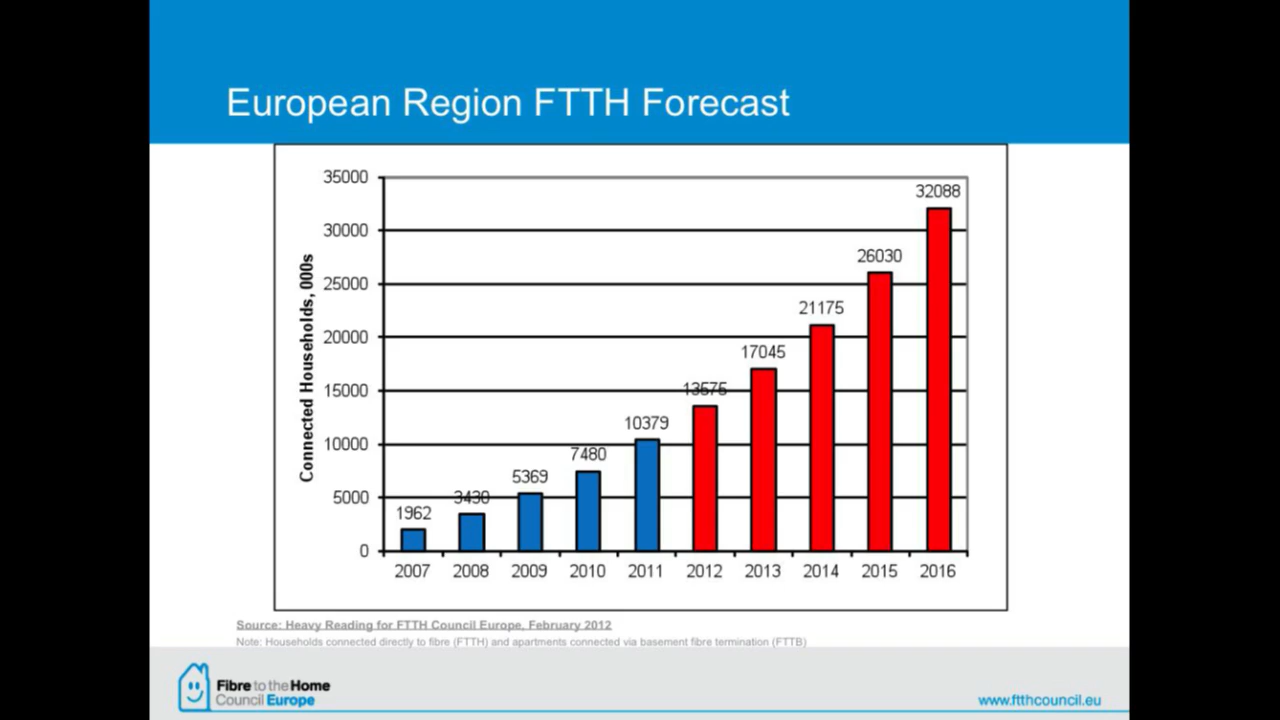 European Region FTTH Forecast
Connected Households, 000s
35000
30000
25000
20000
15000
10000
5000
0
1962
3430
5369
7480
10379
13575
17045
21175
26030
32088
2007 2008 2009 2010 2011 2012 2013 2014 2015 2016
Source: Heavy Reading for FTTH Council Europe, February 2012
Note: Households connected directly to fibre (FTTH) and apartments connected via basement fibre termination (FTTB)
Fibre to the Home
Council Europe
www.ftthcouncil.eu